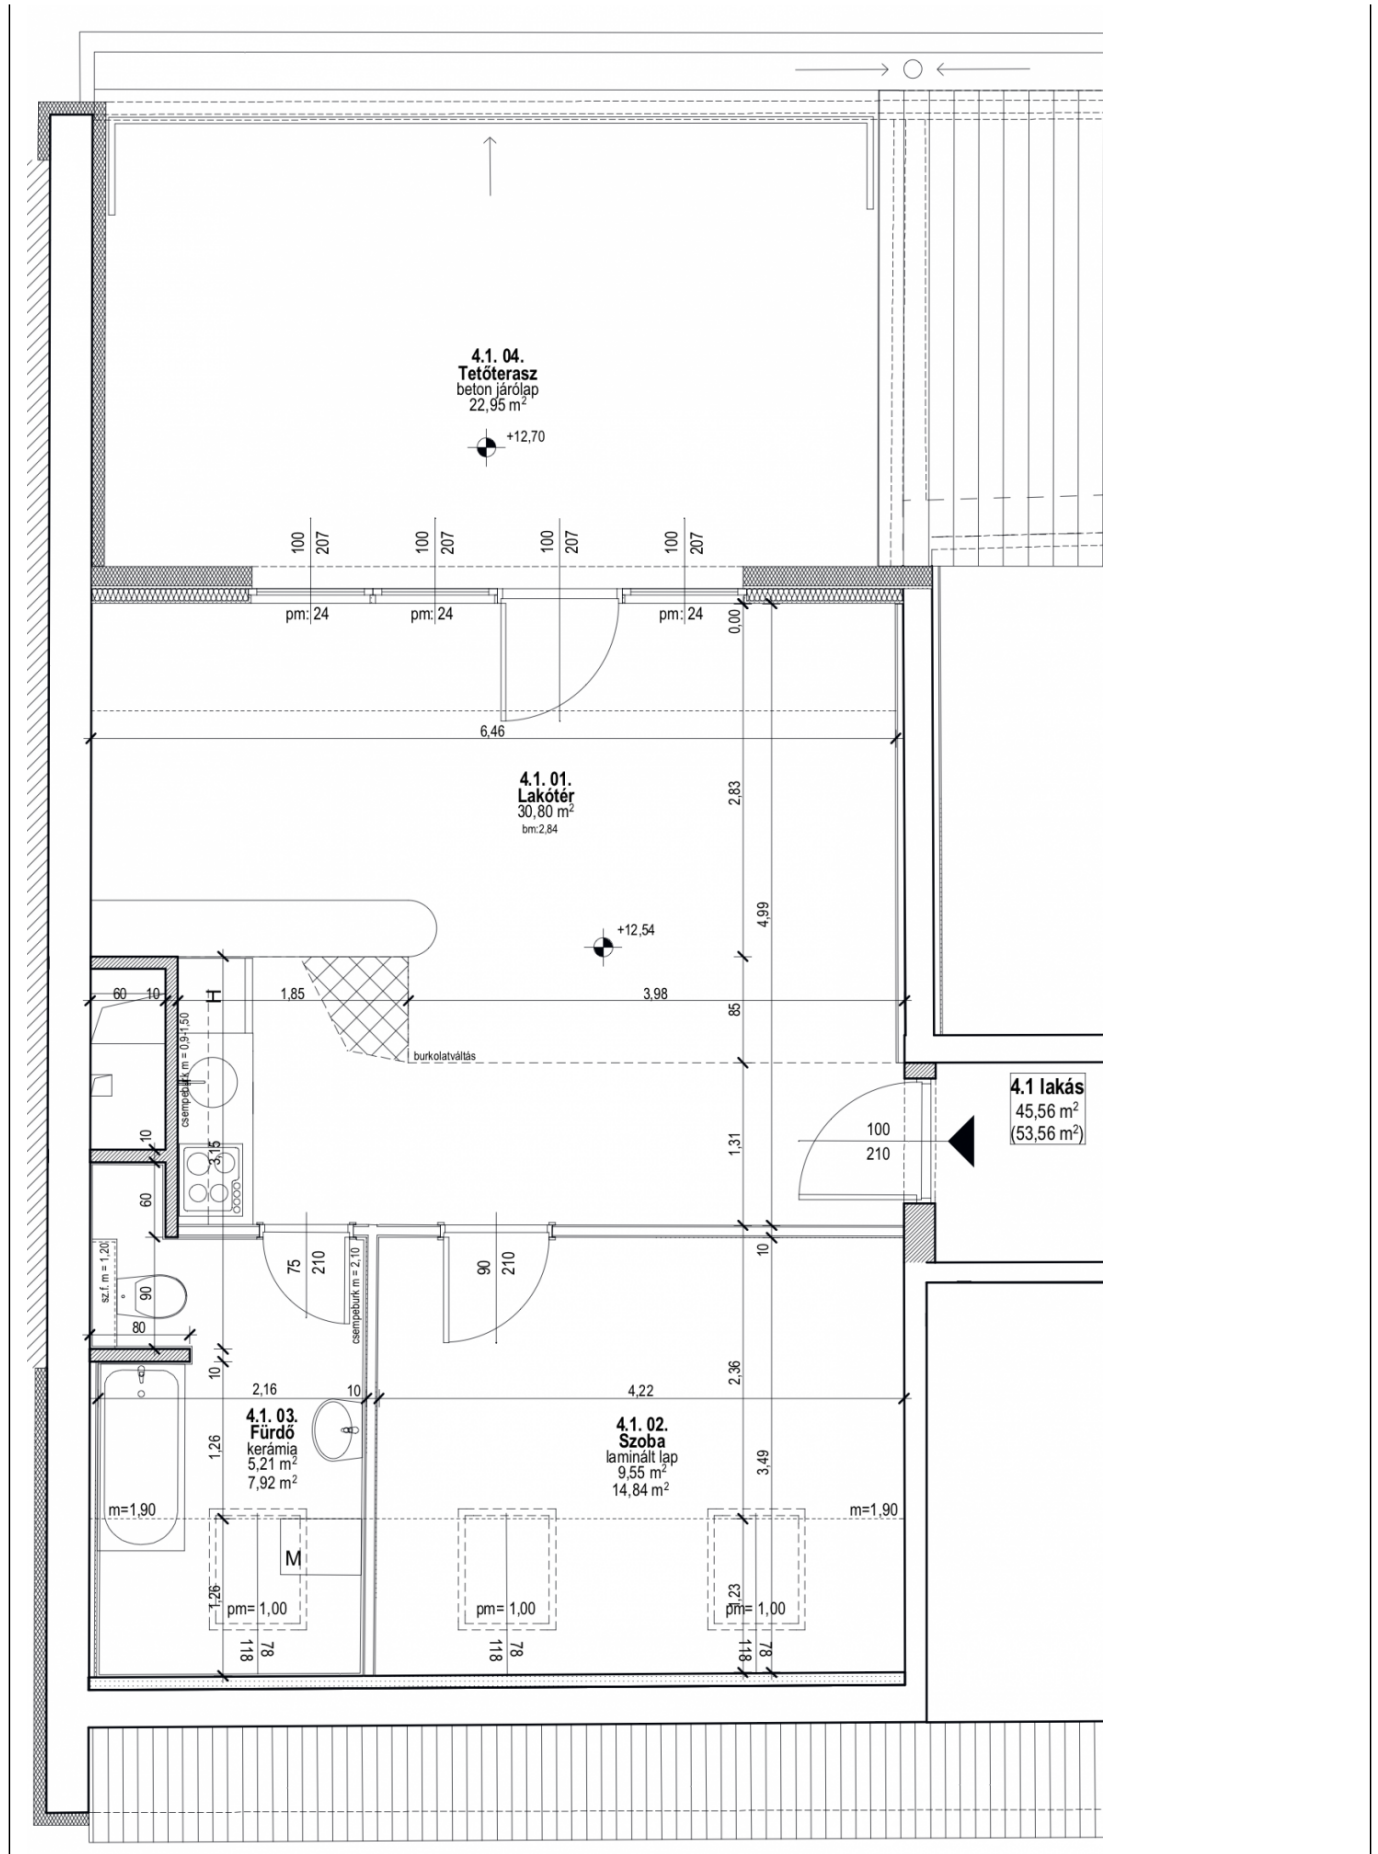 4.1. 04.
Tetőterasz
beton járólap
22,95 m²
+12,70
100
207
100
207
100
207
100
207
pm: 24
pm: 24
pm: 24
0,00
6,46
4.1. 01.
Lakótér
30,80 m²
bm:2,84
2,83
4,99
+12,54
60
10
H
1,85
3,98
85
csempeburk m = 0,9-1,50
burkolatváltás
4.1 lakás
45,56 m²
(53,56 m²)
100
210
10
3,15
1,31
60
75
210
90
210
10
sz.f. m = 1,20
90
csempeburk m = 2,10
80
10
2,16
10
4,22
2,36
4.1. 03.
Fürdő
kerámia
5,21 m²
7,92 m²
1,26
4.1. 02.
Szoba
laminált lap
9,55 m²
14,84 m²
3,49
m=1,90
m=1,90
M
1,26
pm= 1,00
pm= 1,00
1,23
pm= 1,00
118
78
118
78
118
78